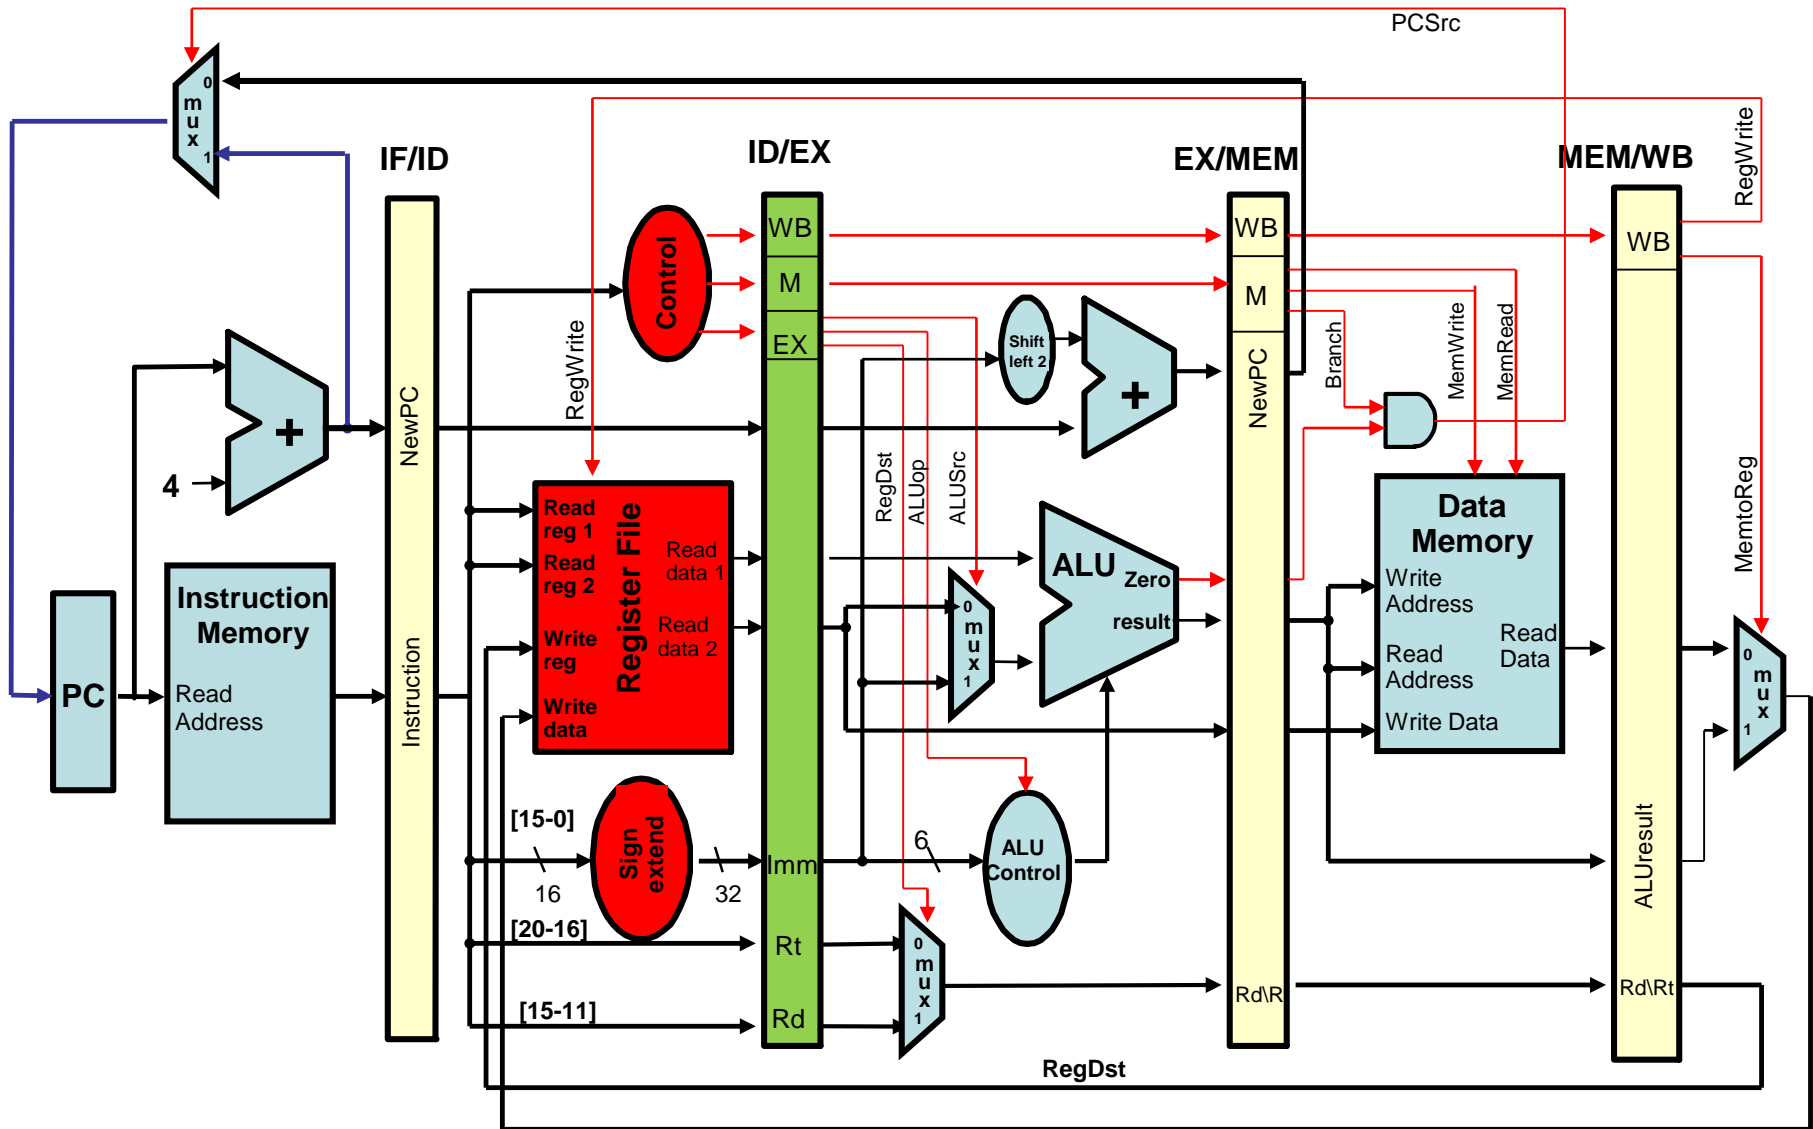 PCSrc
0
mux
1
IF/ID
ID/EX
EX/MEM
MEM/WB
RegWrite
WB
M
EX
Control
WB
M
WB
Shift
left 2
+
NewPC
RegWrite
NewPC
Branch
MemWrite
MemRead
MemtoReg
+
4
RegDst
ALUop
ALUSrc
Read
reg 1
Read
reg 2
Write
reg
Write
data
Register File
Read
data 1
Read
data 2
ALU
Zero
result
Data
Memory
Write
Address
Read
Address
Write Data
Read
Data
Instruction
Memory
Read
Address
PC
Instruction
0
mux
1
0
mux
1
[15-0]
16
Sign
extend
32
Imm
6
ALU
Control
ALUresult
[20-16]
Rt
0
mux
1
[15-11]
Rd
Rd\R
Rd\Rt
RegDst